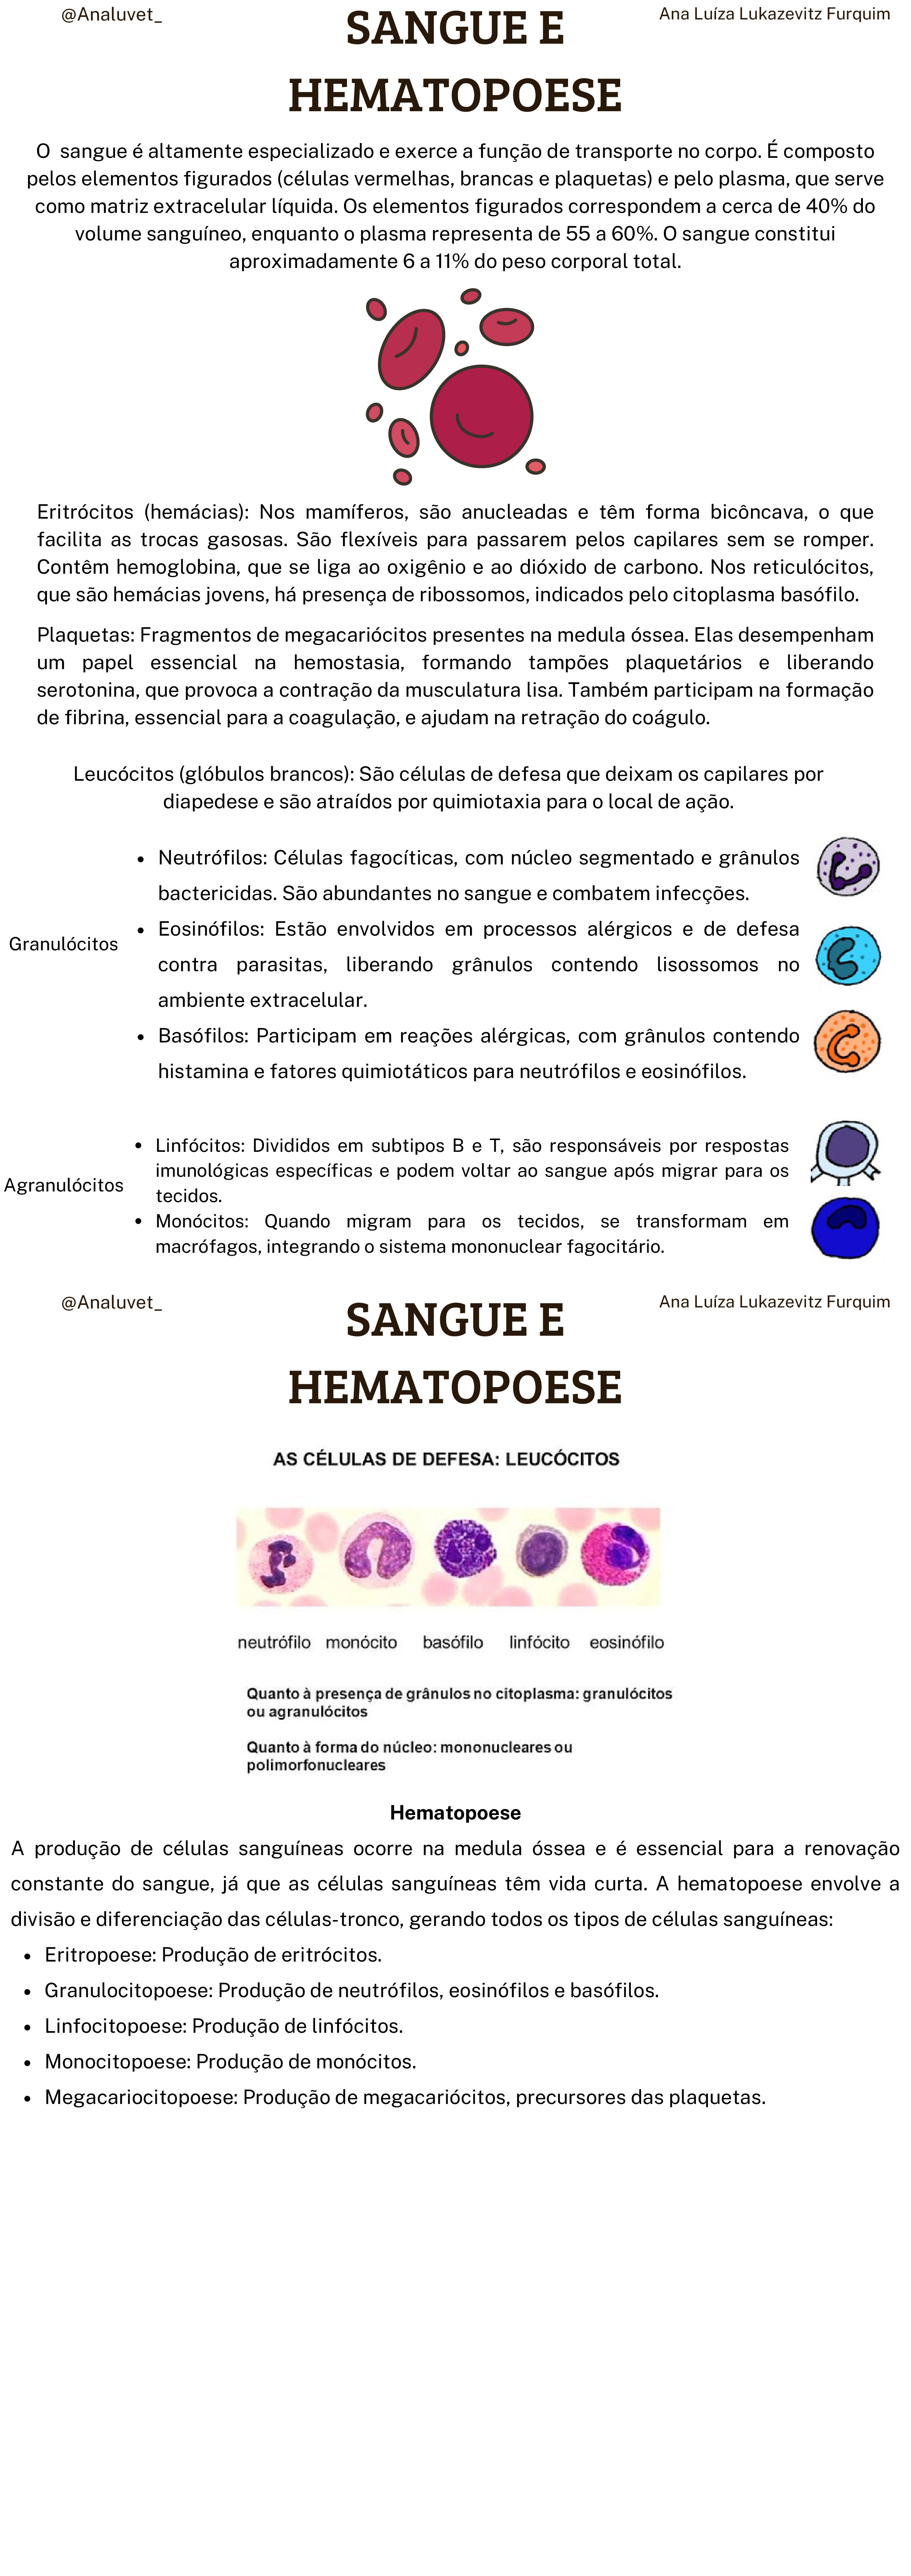 @Analuvet_
SANGUE E
HEMATOPOESE
Ana Luíza Lukazevitz Furquim
O sangue é altamente especializado e exerce a função de transporte no corpo. É composto
pelos elementos figurados (células vermelhas, brancas e plaquetas) e pelo plasma, que serve
como matriz extracelular líquida. Os elementos figurados correspondem a cerca de 40% do
volume sanguíneo, enquanto o plasma representa de 55 a 60%. O sangue constitui
aproximadamente 6 a 11% do peso corporal total.
Eritrócitos (hemácias): Nos mamíferos, são anucleadas e têm forma bicôncava, o que
facilita as trocas gasosas. São flexíveis para passarem pelos capilares sem se romper.
Contêm hemoglobina, que se liga ao oxigênio e ao dióxido de carbono. Nos reticulócitos,
que são hemácias jovens, há presença de ribossomos, indicados pelo citoplasma basófilo.
Plaquetas: Fragmentos de megacariócitos presentes na medula óssea. Elas desempenham
um papel essencial na hemostasia, formando tampões plaquetários e liberando
serotonina, que provoca a contração da musculatura lisa. Também participam na formação
de fibrina, essencial para a coagulação, e ajudam na retração do coágulo.
Leucócitos (glóbulos brancos): São células de defesa que deixam os capilares por
diapedese e são atraídos por quimiotaxia para o local de ação.
Granulócitos
• Neutrófilos: Células fagocíticas, com núcleo segmentado e grânulos
bactericidas. São abundantes no sangue e combatem infecções.
• Eosinófilos: Estão envolvidos em processos alérgicos e de defesa
contra parasitas, liberando grânulos contendo lisossomos no
ambiente extracelular.
• Basófilos: Participam em reações alérgicas, com grânulos contendo
histamina e fatores quimiotáticos para neutrófilos e eosinófilos.
Agranulócitos
• Linfócitos: Divididos em subtipos B e T, são responsáveis por respostas
imunológicas específicas e podem voltar ao sangue após migrar para os
tecidos.
• Monócitos: Quando migram para os tecidos, se transformam em
macrófagos, integrando o sistema mononuclear fagocitário.
@Analuvet_
SANGUE E
HEMATOPOESE
Ana Luíza Lukazevitz Furquim
AS CÉLULAS DE DEFESA: LEUCÓCITOS
neutrófilo monócito basófilo linfócito eosinófilo
Quanto à presença de grânulos no citoplasma: granulócitos
ou agranulócitos
Quanto à forma do núcleo: mononucleares ou
polimorfonucleares
Hematopoese
A produção de células sanguíneas ocorre na medula óssea e é essencial para a renovação
constante do sangue, já que as células sanguíneas têm vida curta. A hematopoese envolve a
divisão e diferenciação das células-tronco, gerando todos os tipos de células sanguíneas:
• Eritropoese: Produção de eritrócitos.
• Granulocitopoese: Produção de neutrófilos, eosinófilos e basófilos.
• Linfocitopoese: Produção de linfócitos.
• Monocitopoese: Produção de monócitos.
• Megacariocitopoese: Produção de megacariócitos, precursores das plaquetas.